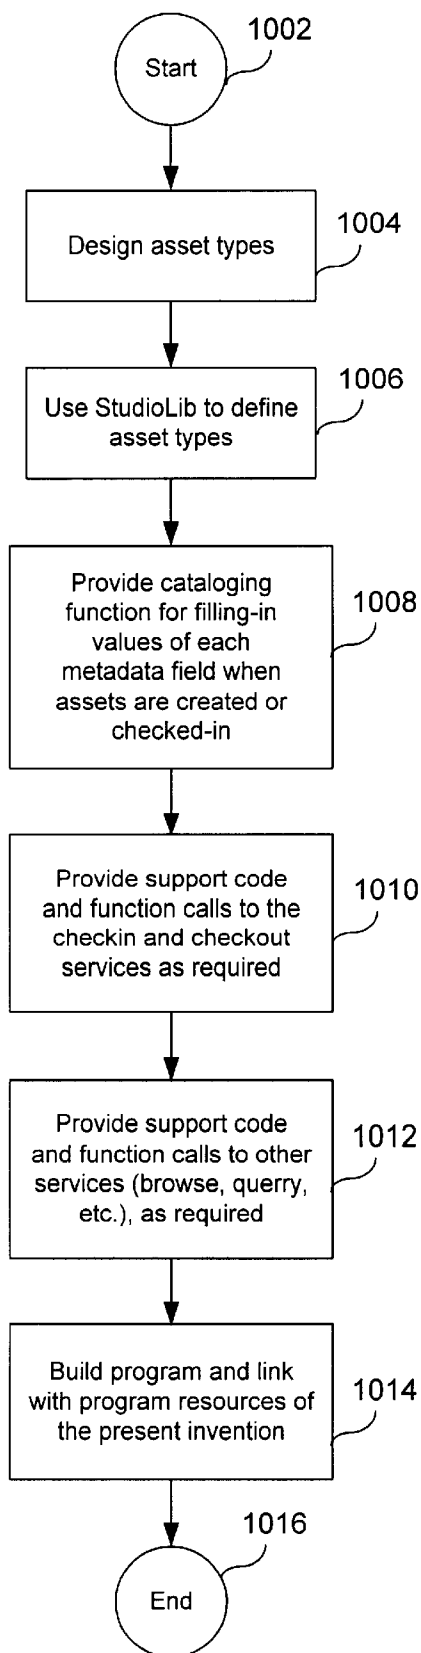 1002
Start
1004
Design asset types
1006
Use StudioLib to define
asset types
1008
Provide cataloging
function for filling-in
values of each
metadata field when
assets are created or
checked-in
1010
Provide support code
and function calls to the
checkin and checkout
services as required
1012
Provide support code
and function calls to other
services (browse, querry,
etc.), as required
1014
Build program and link
with program resources of
the present invention
1016
End